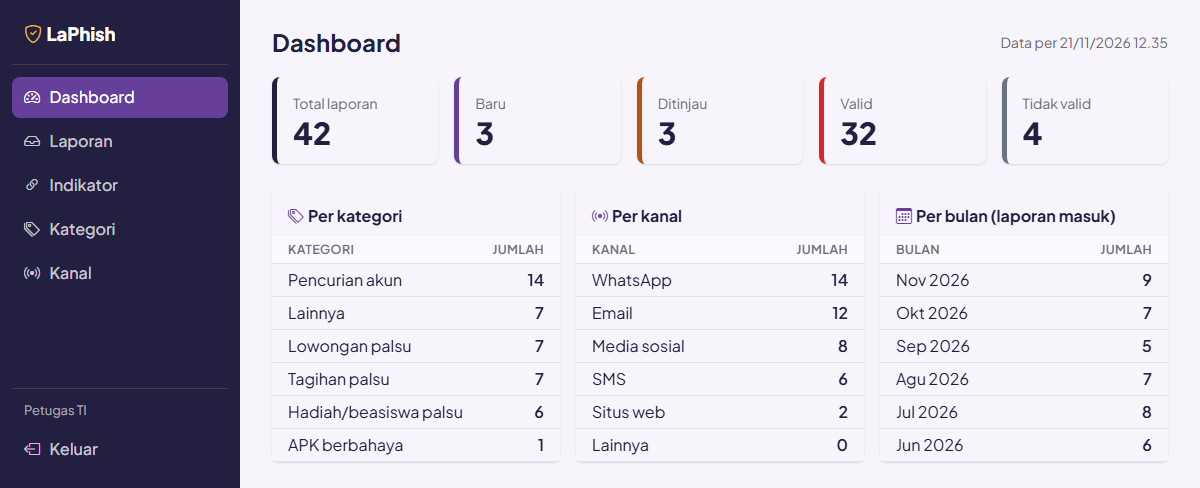 LaPhish
Dashboard
Laporan
Indikator
Kategori
Kanal
Petugas TI
Keluar
Dashboard
Data per 21/11/2026 12.35
Total laporan
42
Baru
3
Ditinjau
3
Valid
32
Tidak valid
4
Per kategori
KATEGORI JUMLAH
Pencurian akun 14
Lainnya 7
Lowongan palsu 7
Tagihan palsu 7
Hadiah/beasiswa palsu 6
APK berbahaya 1
Per kanal
KANAL JUMLAH
WhatsApp 14
Email 12
Media sosial 8
SMS 6
Situs web 2
Lainnya 0
Per bulan (laporan masuk)
BULAN JUMLAH
Nov 2026 9
Okt 2026 7
Sep 2026 5
Agu 2026 7
Jul 2026 8
Jun 2026 6